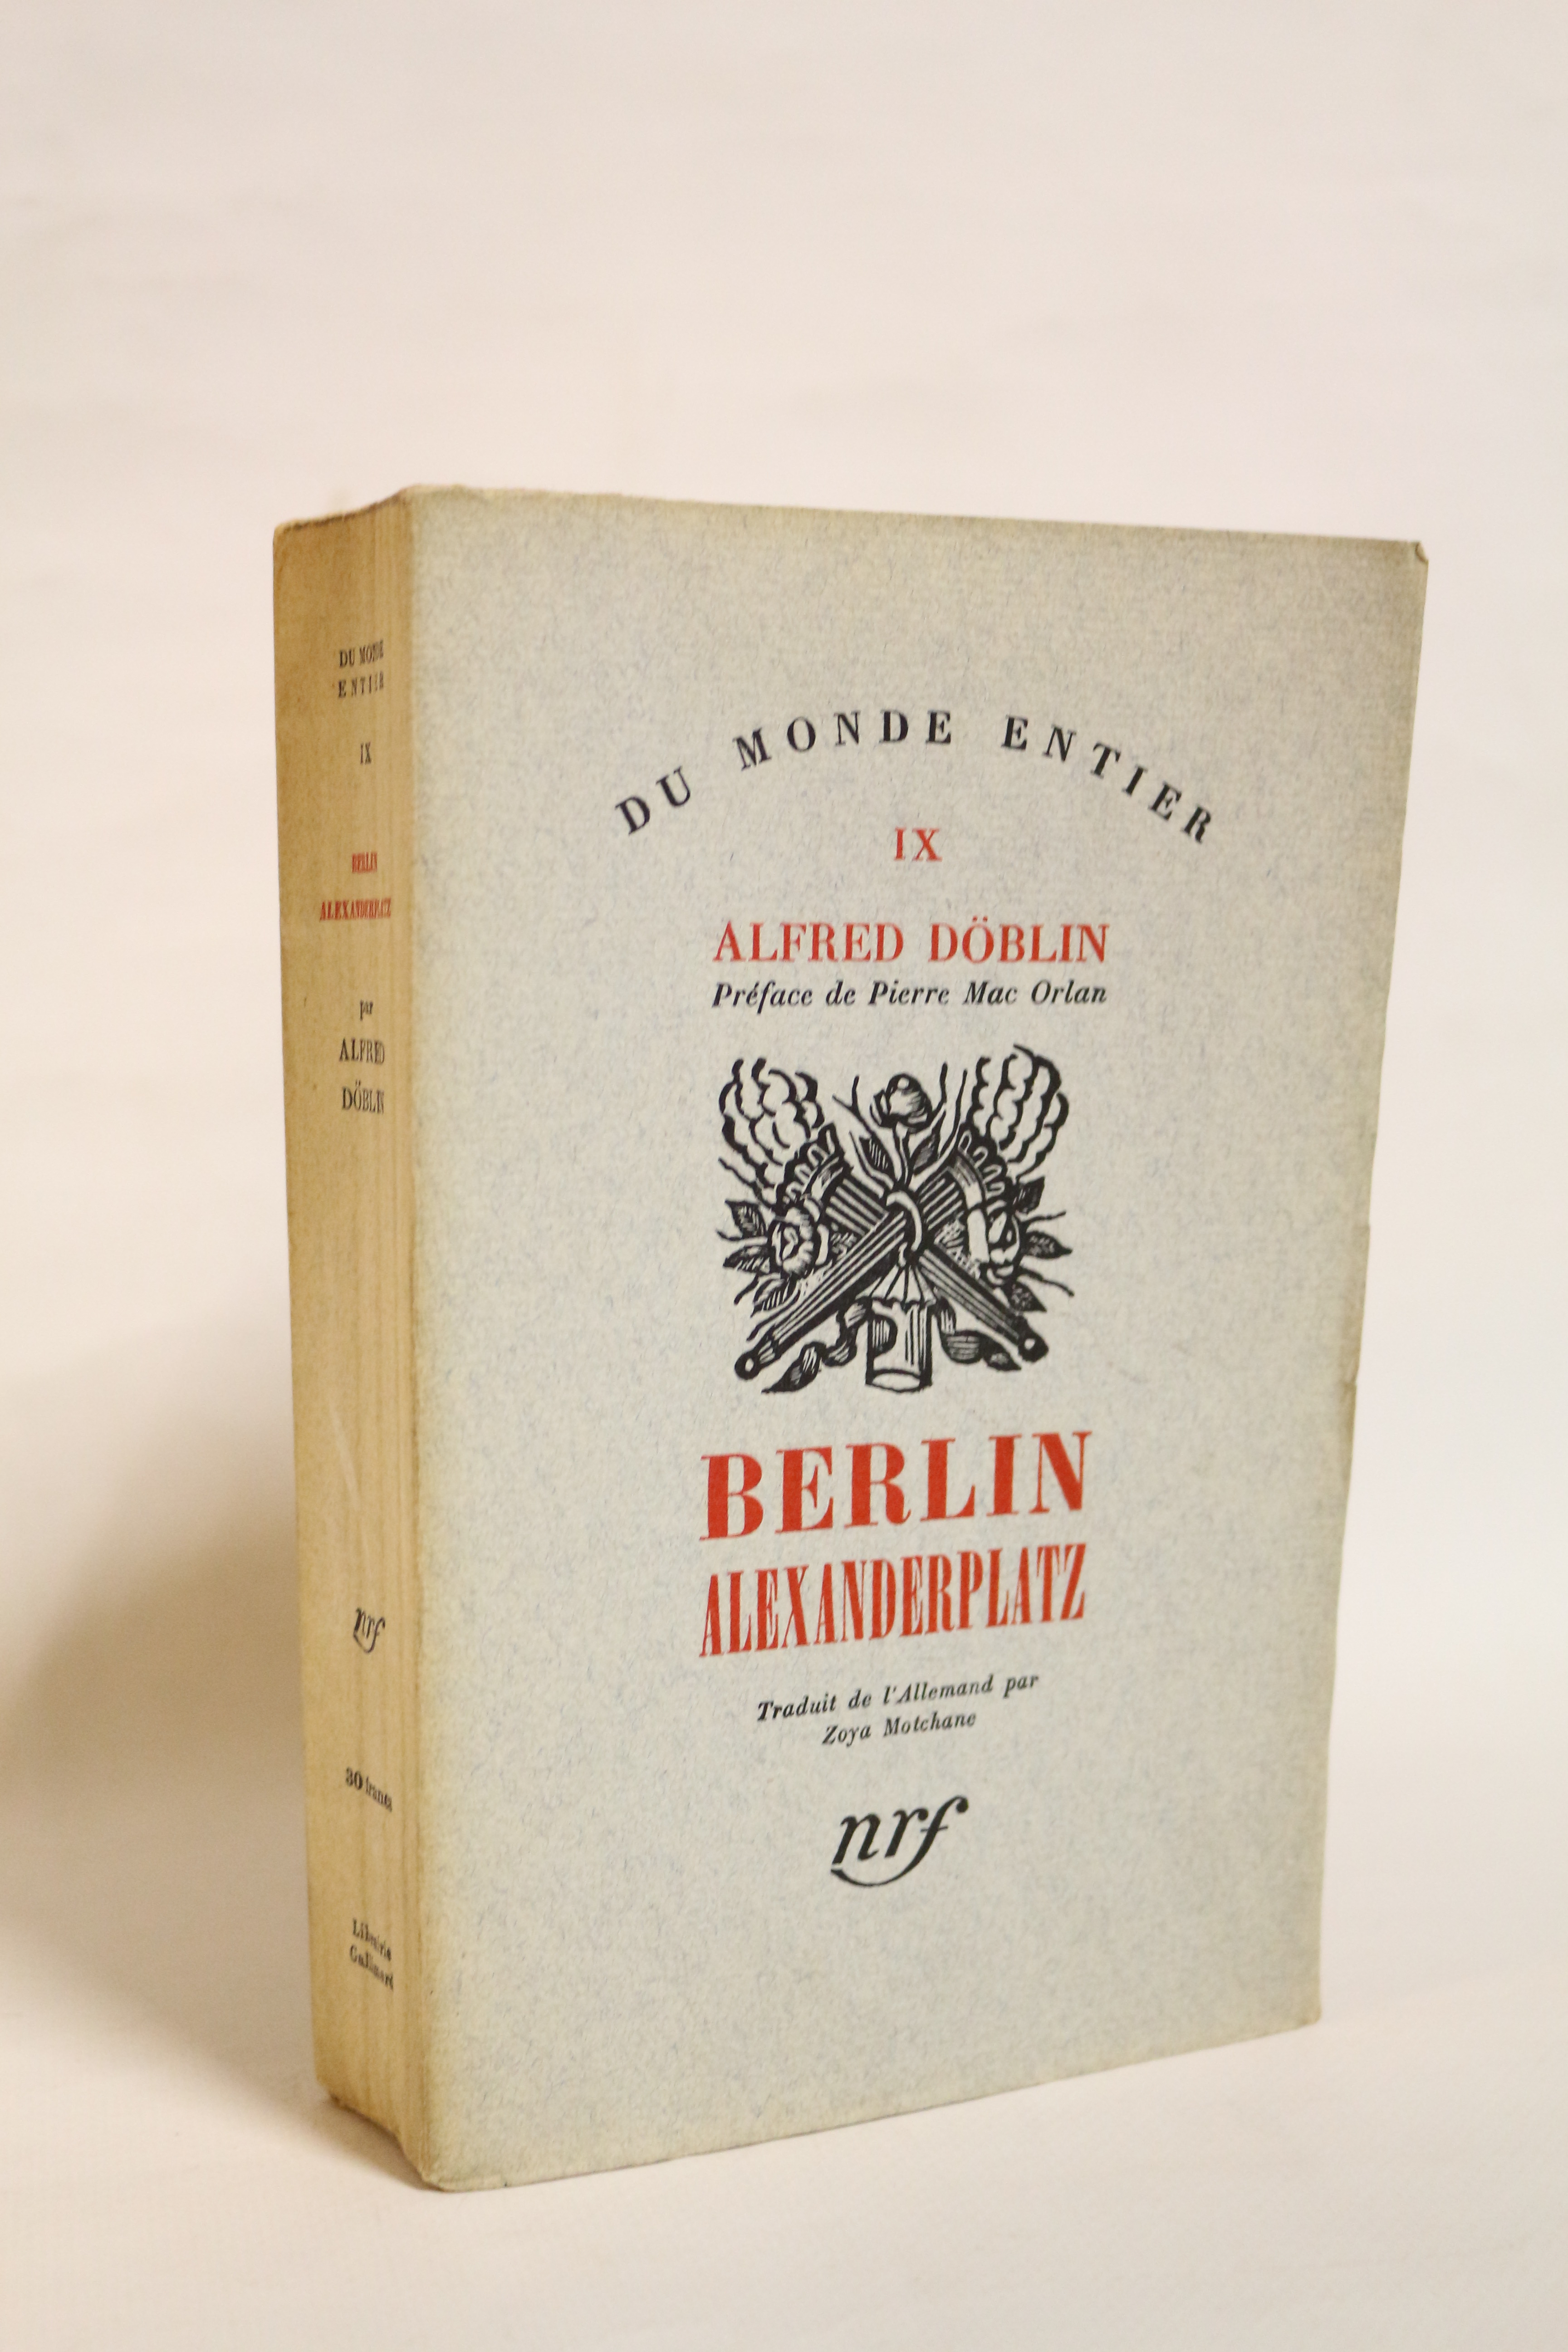 DU MONDE
ENTIER
IX
BERLIN
ALEXANDERPLATZ
par
ALFRED
DÖBLIN
nrf
30 francs
Librairie
Gallimard
DU MONDE ENTIER
IX
ALFRED DÖBLIN
Préface de Pierre Mac Orlan
BERLIN
ALEXANDERPLATZ
Traduit de l'Allemand par
Zoya Motchane
nrf